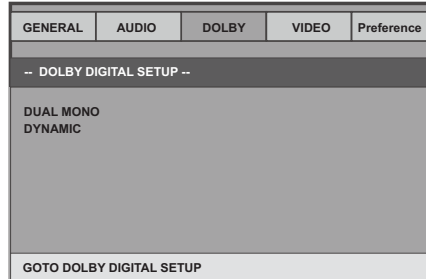 GENERAL AUDIO DOLBY VIDEO Preference
-- DOLBY DIGITAL SETUP --
DUAL MONO
DYNAMIC
GOTO DOLBY DIGITAL SETUP